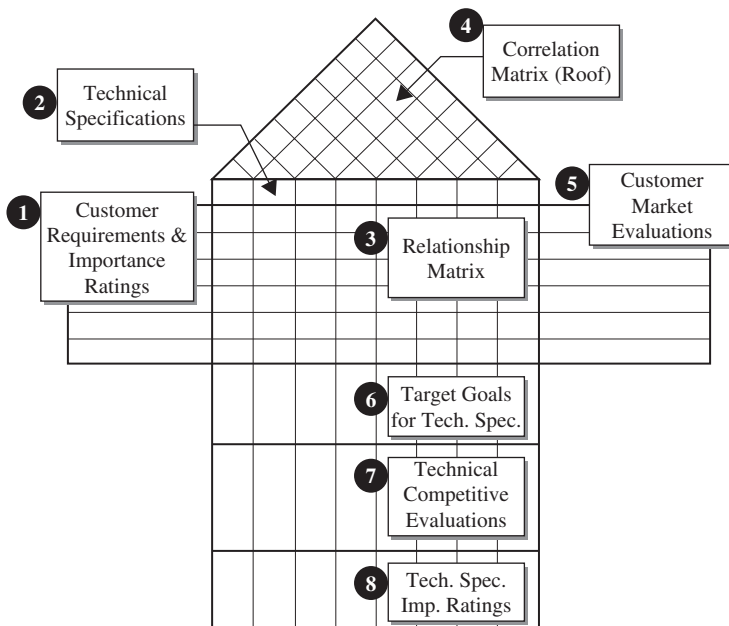 4
Correlation
Matrix (Roof)
2
Technical
Specifications
5
Customer
Market
Evaluations
1
Customer
Requirements &
Importance
Ratings
3
Relationship
Matrix
6
Target Goals
for Tech. Spec.
7
Technical
Competitive
Evaluations
8
Tech. Spec.
Imp. Ratings